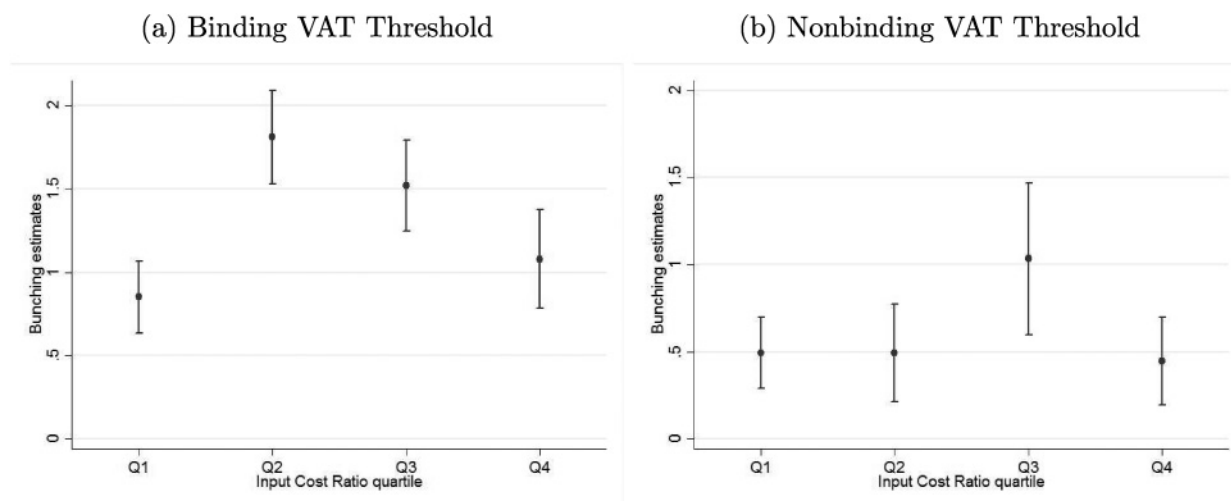 (a) Binding VAT Threshold
Bunching estimates
2
1.5
1
.5
0
Q1 Q2 Q3 Q4
Input Cost Ratio quartile
(b) Nonbinding VAT Threshold
Bunching estimates
2
1.5
1
.5
0
Q1 Q2 Q3 Q4
Input Cost Ratio quartile